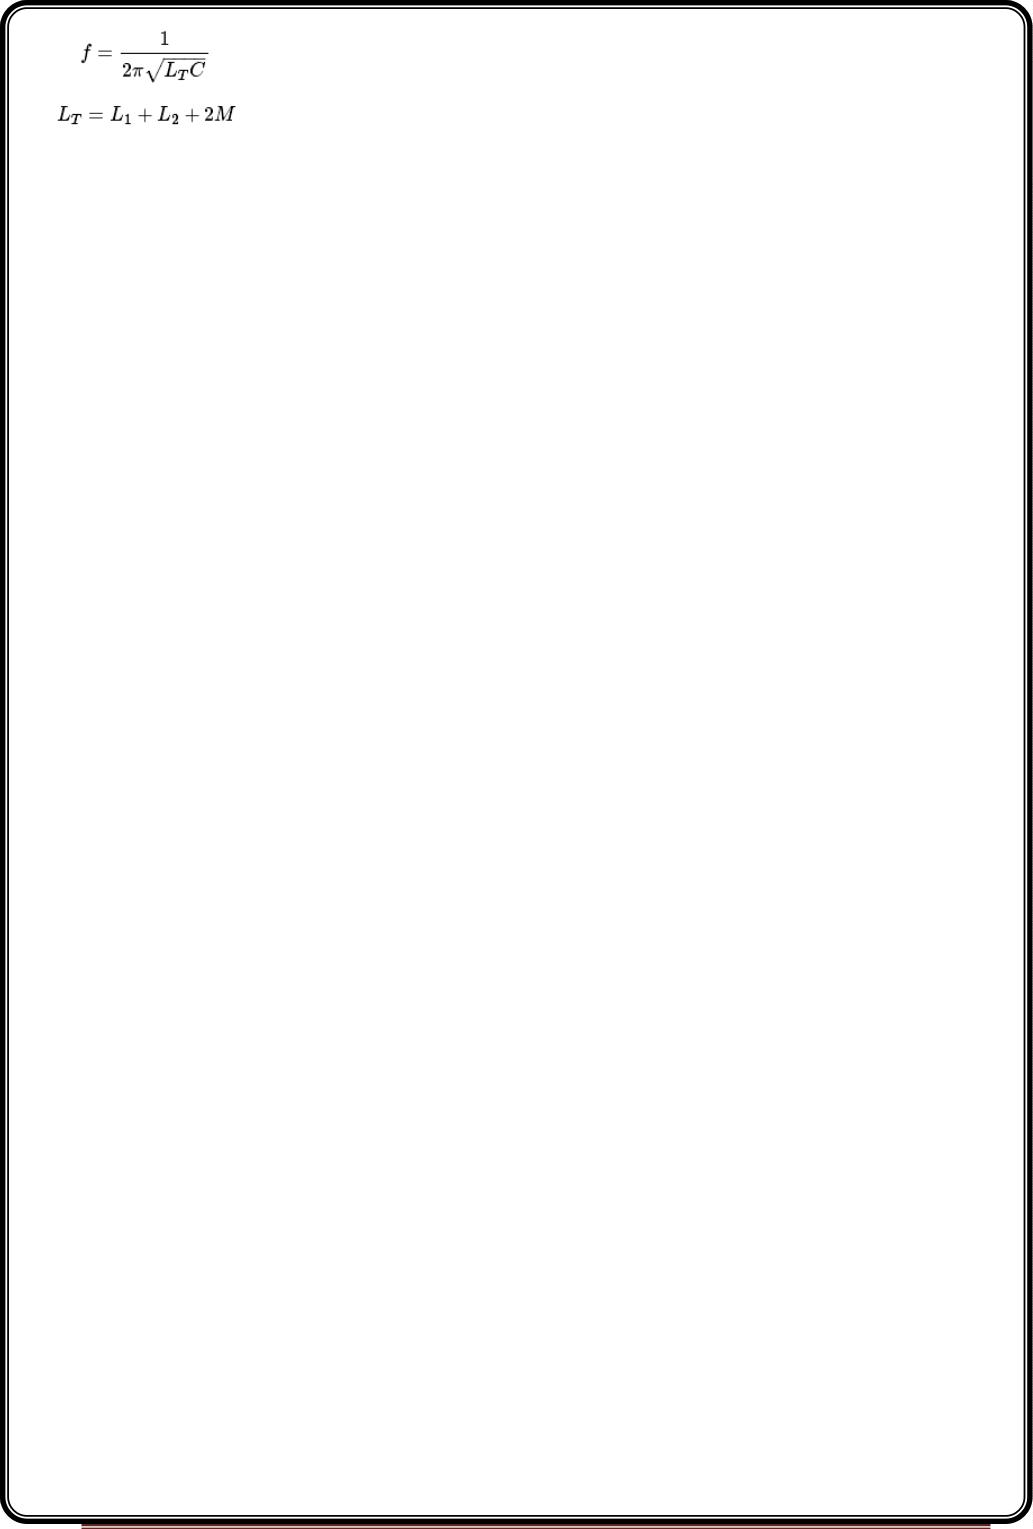 f = \frac{1}{2\pi\sqrt{L_T C}}
L_T = L_1 + L_2 + 2M